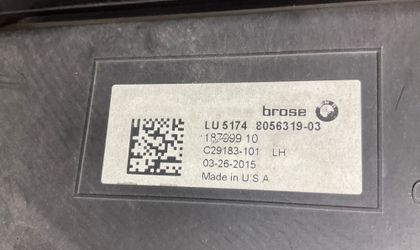 brose
LU 5174 8056319-03
187099 10
C29183-101 LH
03-26-2015
Made in U.S.A